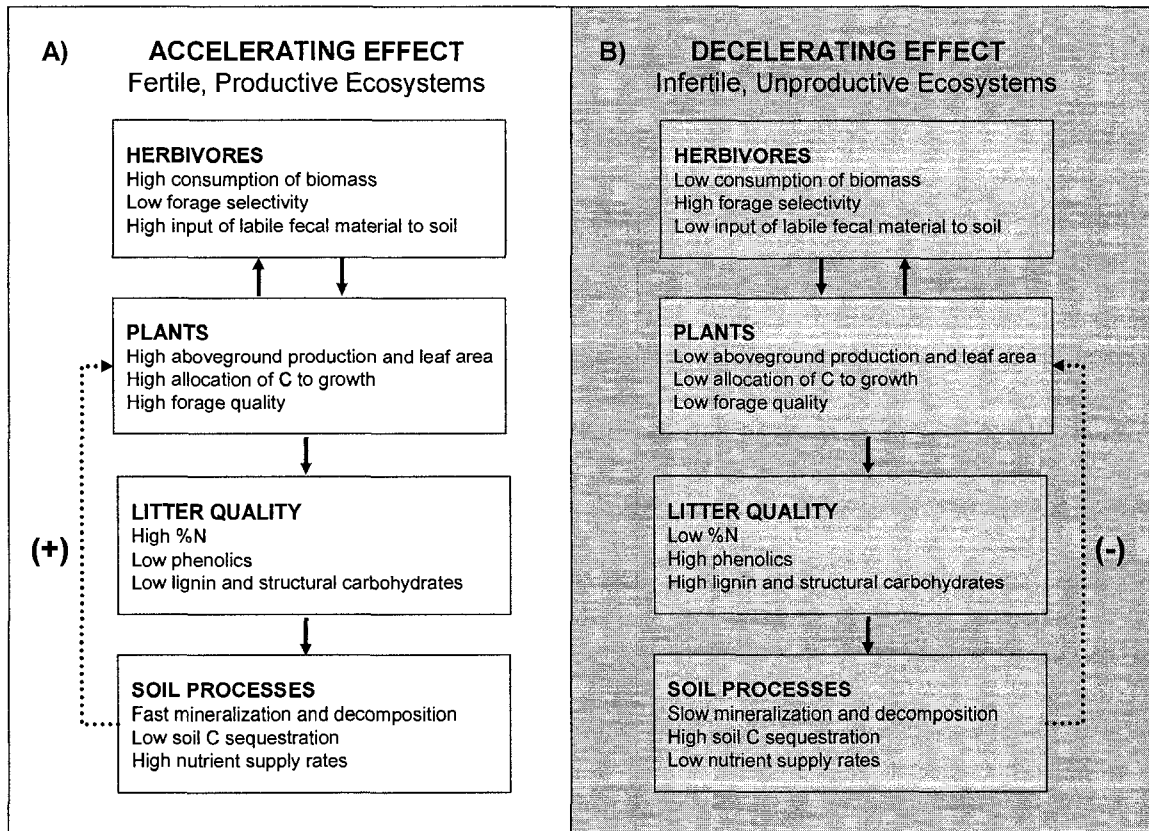 A) ACCELERATING EFFECT
Fertile, Productive Ecosystems
HERBIVORES
High consumption of biomass
Low forage selectivity
High input of labile fecal material to soil
PLANTS
High aboveground production and leaf area
High allocation of C to growth
High forage quality
LITTER QUALITY
High %N
Low phenolics
Low lignin and structural carbohydrates
(+)
SOIL PROCESSES
Fast mineralization and decomposition
Low soil C sequestration
High nutrient supply rates
B) DECELERATING EFFECT
Infertile, Unproductive Ecosystems
HERBIVORES
Low consumption of biomass
High forage selectivity
Low input of labile fecal material to soil
PLANTS
Low aboveground production and leaf area
Low allocation of C to growth
Low forage quality
LITTER QUALITY
Low %N
High phenolics
High lignin and structural carbohydrates
(-)
SOIL PROCESSES
Slow mineralization and decomposition
High soil C sequestration
Low nutrient supply rates